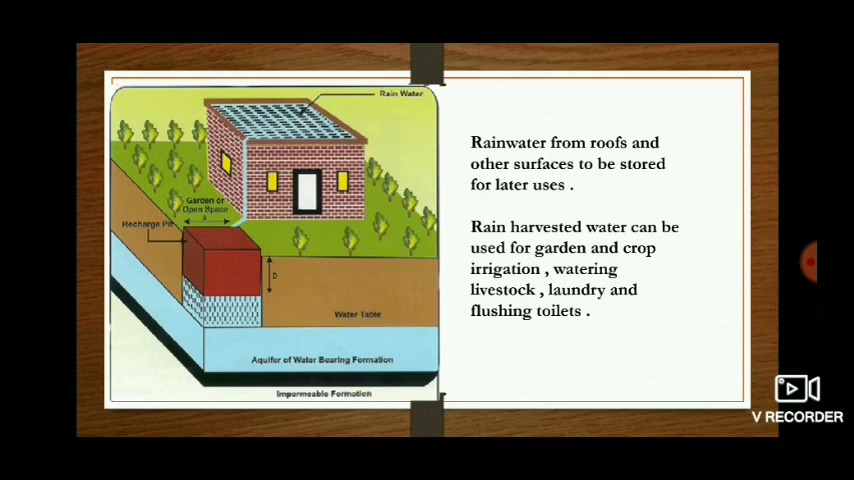 Rain Water
Garden or
Open Space
Recharge Pit
D
Water Table
Aquifer of Water Bearing Formation
Impermeable Formation
Rainwater from roofs and
other surfaces to be stored
for later uses .
Rain harvested water can be
used for garden and crop
irrigation , watering
livestock , laundry and
flushing toilets .
V RECORDER